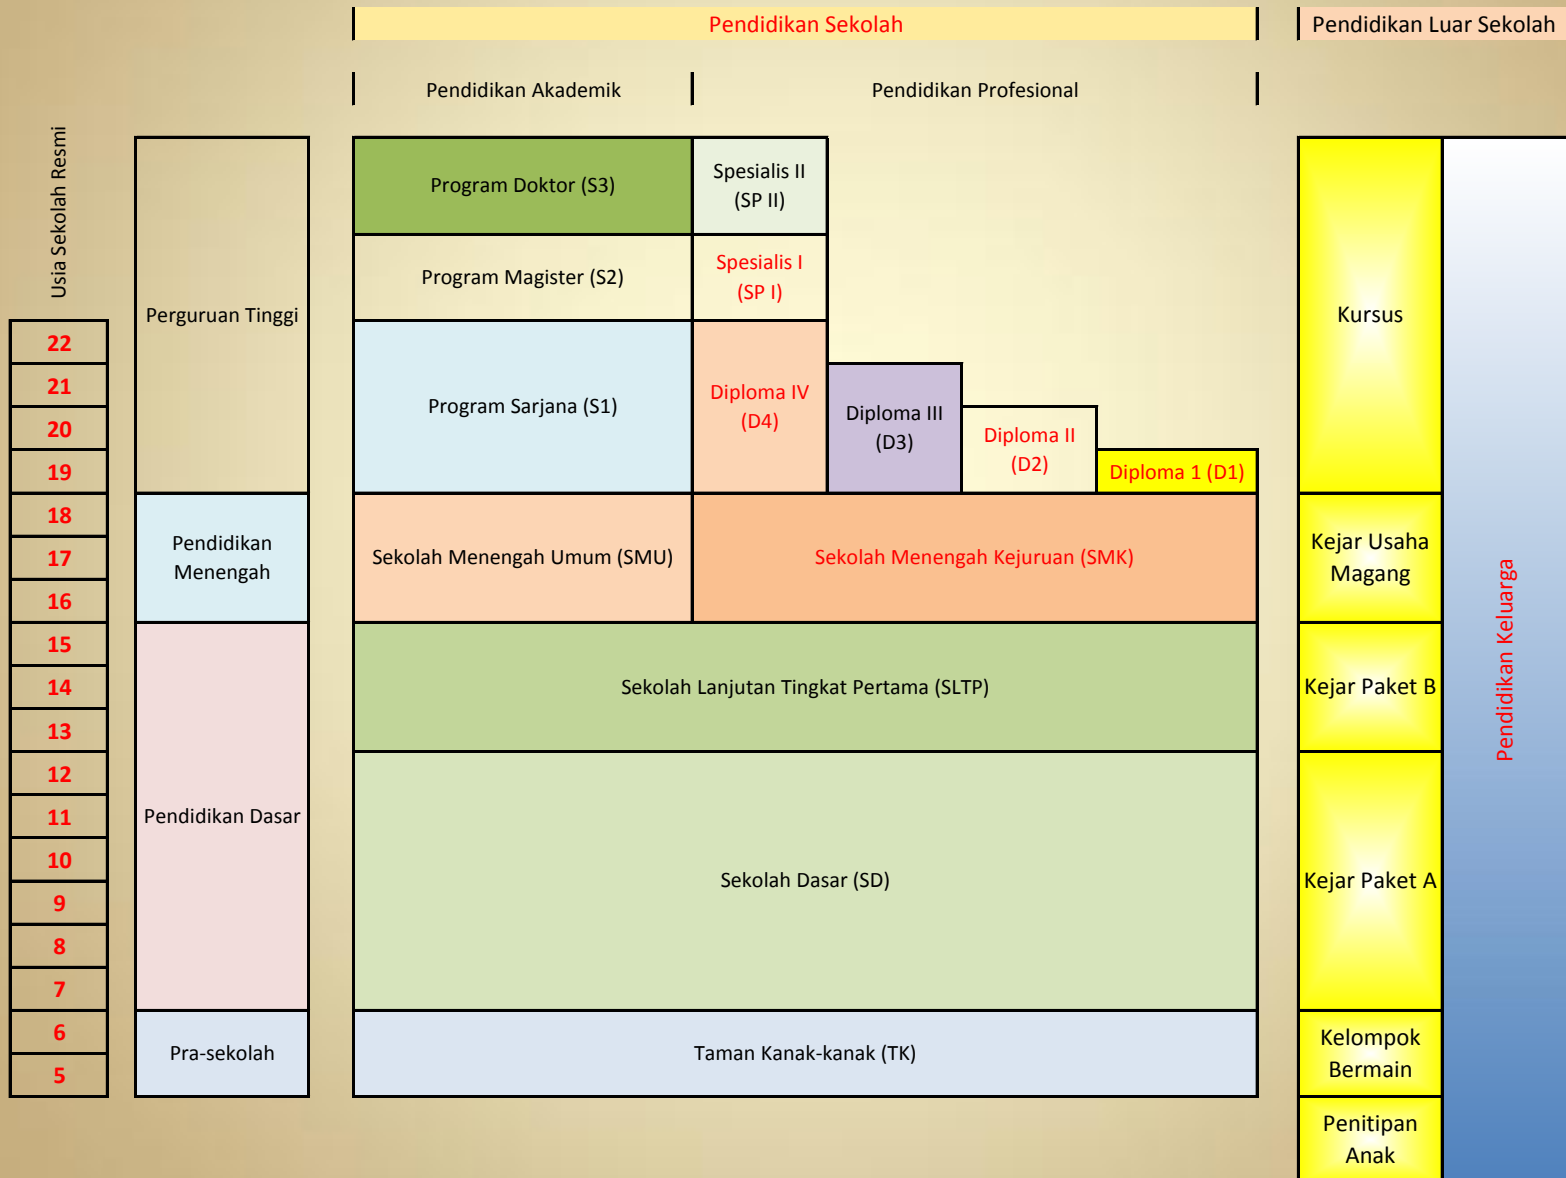 Pendidikan Sekolah
Pendidikan Luar Sekolah
Pendidikan Akademik
Pendidikan Profesional
Usia Sekolah Resmi
22
21
20
19
18
17
16
15
14
13
12
11
10
9
8
7
6
5
Perguruan Tinggi
Pendidikan
Menengah
Pendidikan Dasar
Pra-sekolah
Program Doktor (S3)
Spesialis II
(SP II)
Program Magister (S2)
Spesialis I
(SP I)
Program Sarjana (S1)
Diploma IV
(D4)
Diploma III
(D3)
Diploma II
(D2)
Diploma 1 (D1)
Sekolah Menengah Umum (SMU)
Sekolah Menengah Kejuruan (SMK)
Sekolah Lanjutan Tingkat Pertama (SLTP)
Sekolah Dasar (SD)
Taman Kanak-kanak (TK)
Kursus
Kejar Usaha
Magang
Kejar Paket B
Kejar Paket A
Kelompok
Bermain
Penitipan
Anak
Pendidikan Keluarga